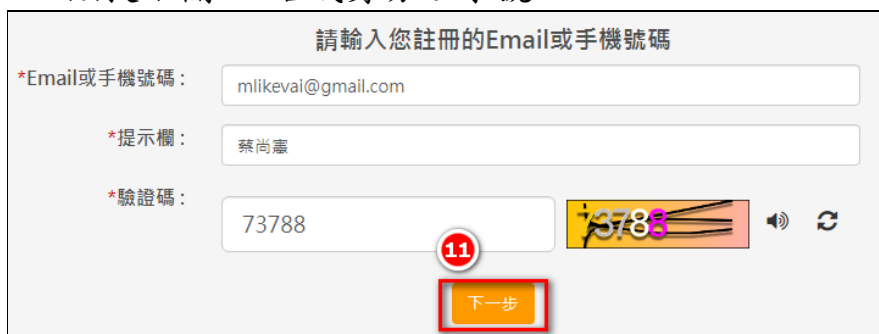 請輸入您註冊的Email或手機號碼
*Email或手機號碼：
mlikevai@gmail.com
*提示欄：
蔡尚憲
*驗證碼：
73788
73788
11
下一步